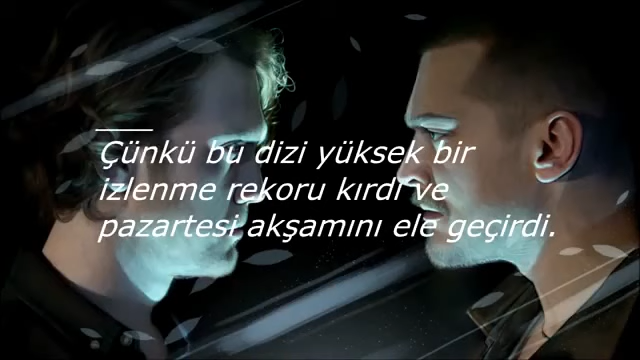 Çünkü bu dizi yüksek bir
izlenme rekoru kırdı ve
pazartesi akşamını ele geçirdi.